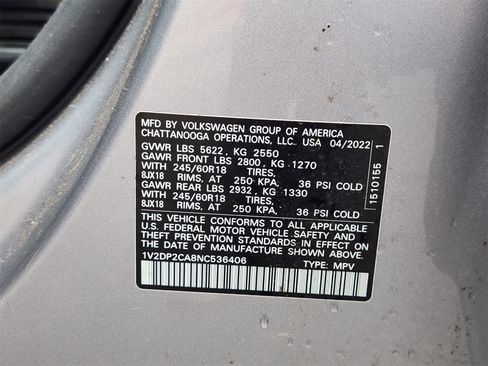 MFD BY VOLKSWAGEN GROUP OF AMERICA
CHATTANOOGA OPERATIONS, LLC. USA 04/2022
GVWR LBS 5622, KG 2550
GAWR FRONT LBS 2800, KG 1270
WITH 245/60R18 TIRES,
8JX18 RIMS, AT 250 KPA, 36 PSI COLD
GAWR REAR LBS 2932, KG 1330
WITH 245/60R18 TIRES,
8JX18 RIMS, AT 250 KPA, 36 PSI COLD
THIS VEHICLE CONFORMS TO ALL APPLICABLE
U.S. FEDERAL MOTOR VEHICLE SAFETY AND
THEFT PREVENTION STANDARDS IN EFFECT ON
THE DATE OF MANUFACTURE SHOWN ABOVE.
1V2DP2CA8NC536406 TYPE: MPV
1510155 1